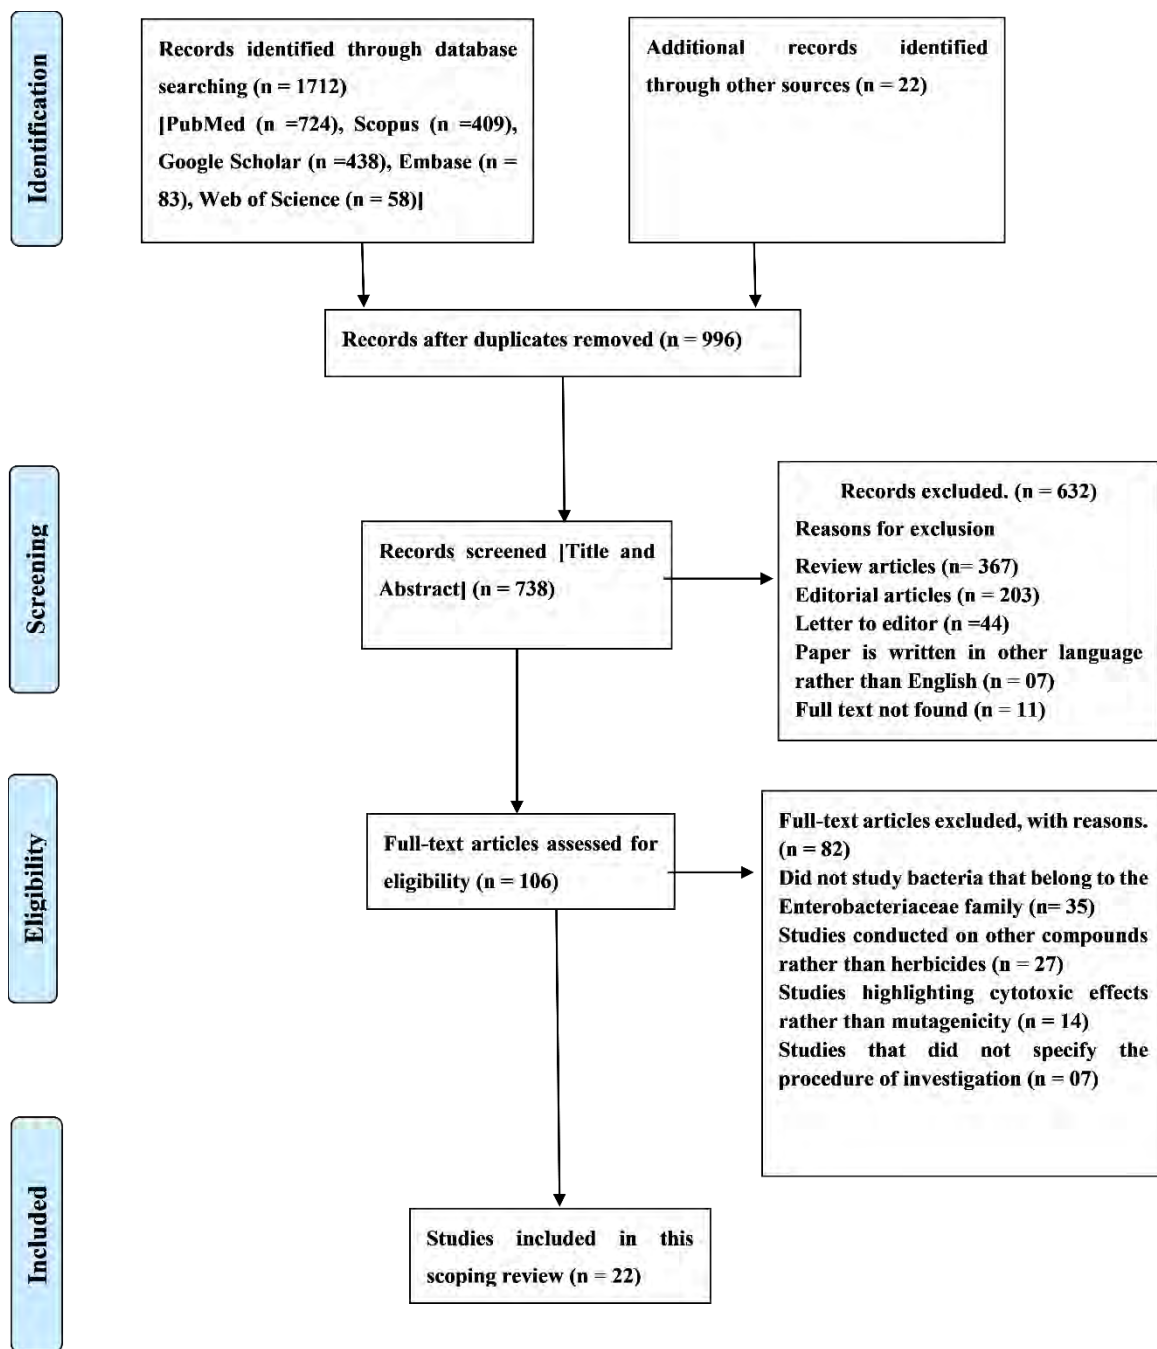 Identification
Records identified through database
searching (n = 1712)
[PubMed (n =724), Scopus (n =409),
Google Scholar (n =438), Embase (n =
83), Web of Science (n = 58)]
Additional records identified
through other sources (n = 22)
Records after duplicates removed (n = 996)
Screening
Records screened [Title and
Abstract] (n = 738)
Records excluded. (n = 632)
Reasons for exclusion
Review articles (n= 367)
Editorial articles (n = 203)
Letter to editor (n =44)
Paper is written in other language
rather than English (n = 07)
Full text not found (n = 11)
Eligibility
Full-text articles assessed for
eligibility (n = 106)
Full-text articles excluded, with reasons.
(n = 82)
Did not study bacteria that belong to the
Enterobacteriaceae family (n= 35)
Studies conducted on other compounds
rather than herbicides (n = 27)
Studies highlighting cytotoxic effects
rather than mutagenicity (n = 14)
Studies that did not specify the
procedure of investigation (n = 07)
Included
Studies included in this
scoping review (n = 22)